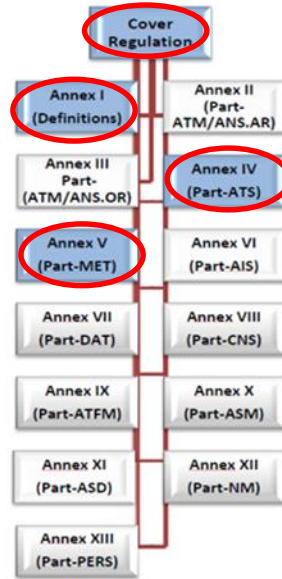 Cover
Regulation
Annex I
(Definitions)
Annex II
(Part-
ATM/ANS.AR)
Annex III
Part-
(ATM/ANS.OR)
Annex IV
(Part-ATS)
Annex V
(Part-MET)
Annex VI
(Part-AIS)
Annex VII
(Part-DAT)
Annex VIII
(Part-CNS)
Annex IX
(Part-ATFM)
Annex X
(Part-ASM)
Annex XI
(Part-ASD)
Annex XII
(Part-NM)
Annex XIII
(Part-PERS)